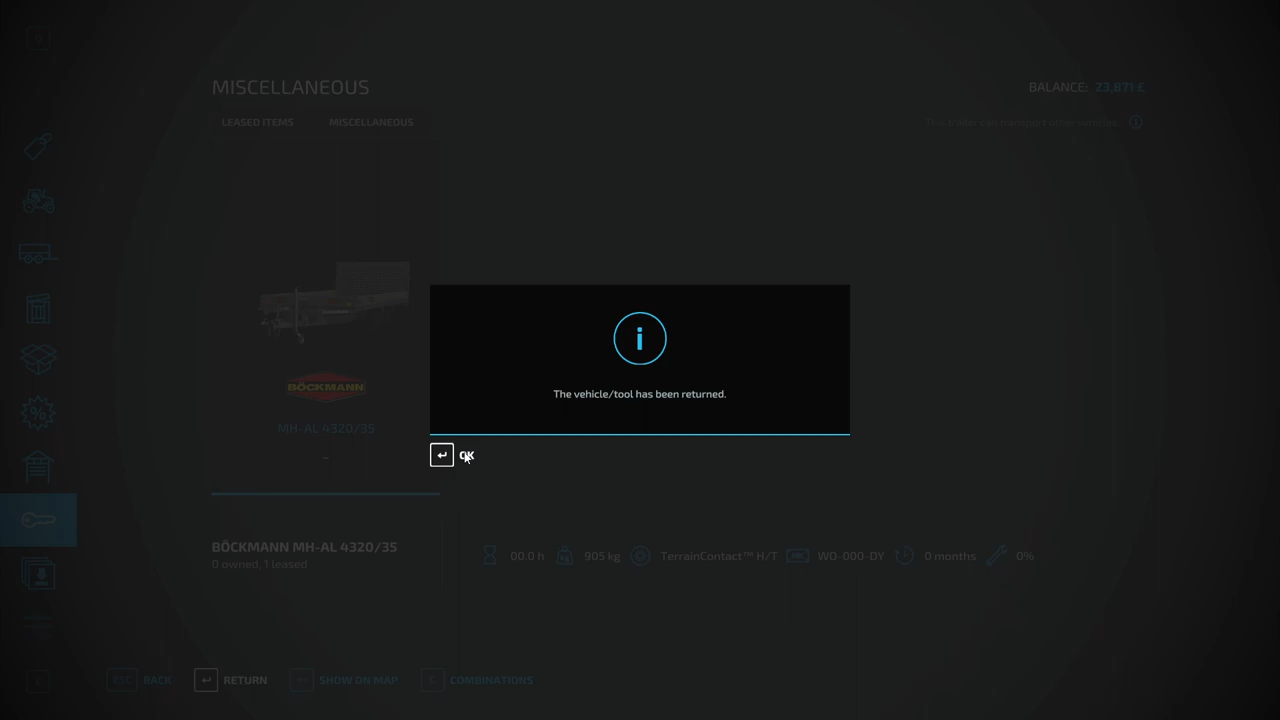 MISCELLANEOUS
BALANCE: 23,871 £
LEASED ITEMS MISCELLANEOUS
This trailer can transport other vehicles.
BÖCKMANN
MH-AL 4320/35
-
The vehicle/tool has been returned.
OK
BÖCKMANN MH-AL 4320/35
0 owned, 1 leased
00.0 h 905 kg TerrainContact™ H/T WO-000-DY 0 months 0%
ESC BACK RETURN SHOW ON MAP C COMBINATIONS